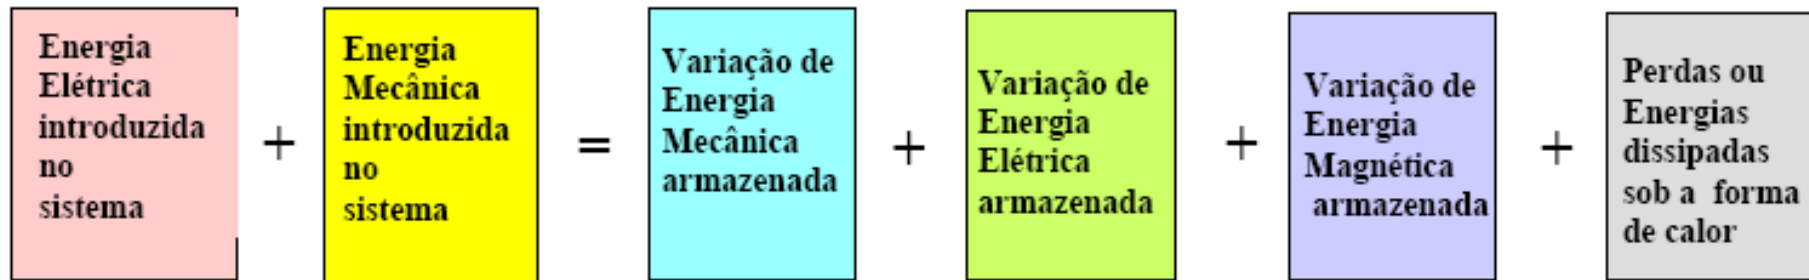 Energia
Elétrica
introduzida
no
sistema
+
Energia
Mecânica
introduzida
no
sistema
=
Variação de
Energia
Mecânica
armazenada
+
Variação de
Energia
Elétrica
armazenada
+
Variação de
Energia
Magnética
armazenada
+
Perdas ou
Energias
dissipadas
sob a forma
de calor